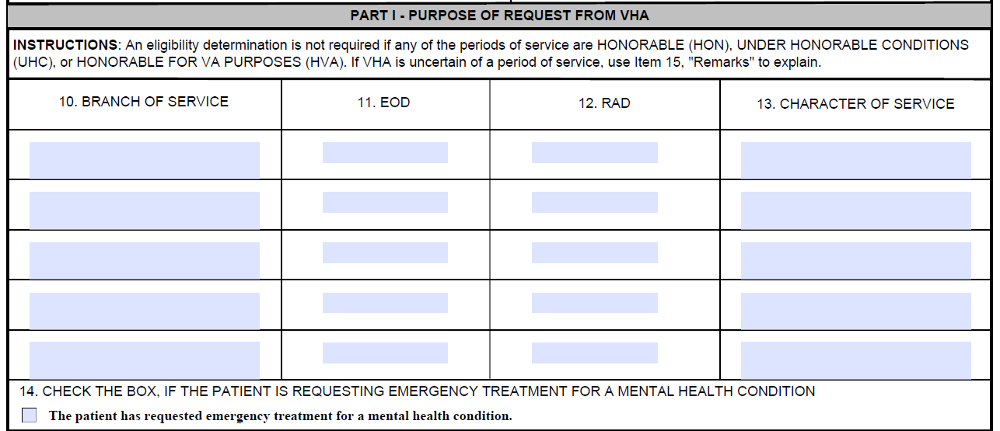 PART I - PURPOSE OF REQUEST FROM VHA
INSTRUCTIONS: An eligibility determination is not required if any of the periods of service are HONORABLE (HON), UNDER HONORABLE CONDITIONS
(UHC), or HONORABLE FOR VA PURPOSES (HVA). If VHA is uncertain of a period of service, use Item 15, "Remarks" to explain.
10. BRANCH OF SERVICE
11. EOD
12. RAD
13. CHARACTER OF SERVICE
14. CHECK THE BOX, IF THE PATIENT IS REQUESTING EMERGENCY TREATMENT FOR A MENTAL HEALTH CONDITION
The patient has requested emergency treatment for a mental health condition.